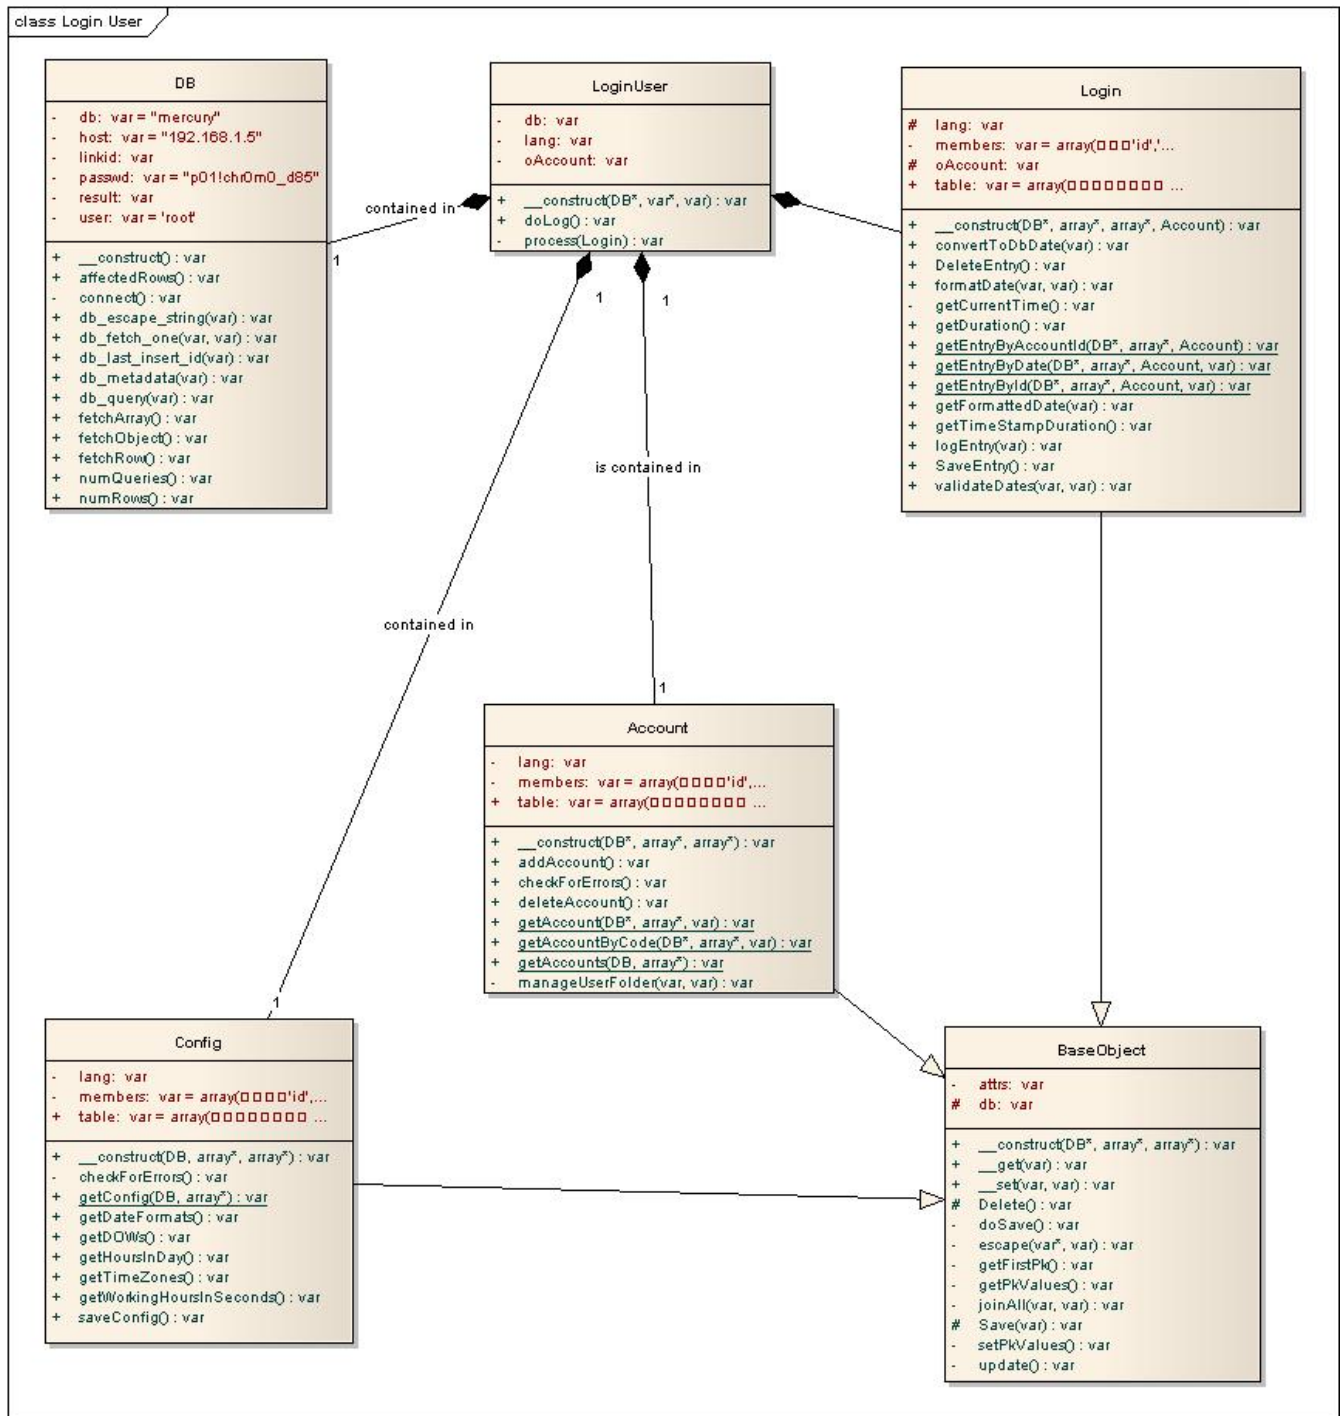 class Login User
DB
- db: var = "mercury"
- host: var = "192.168.1.5"
- linkid: var
- passwd: var = "p01!chr0m0_d85"
- result: var
- user: var = 'root'
+ __construct() : var
+ affectedRows() : var
- connect() : var
+ db_escape_string(var) : var
+ db_fetch_one(var, var) : var
+ db_last_insert_id(var) : var
+ db_metadata(var) : var
+ db_query(var) : var
+ fetchArray() : var
+ fetchObject() : var
+ fetchRow() : var
+ numQueries() : var
+ numRows() : var
contained in
1
LoginUser
- db: var
- lang: var
- oAccount: var
+ __construct(DB*, var*, var) : var
+ doLog() : var
- process(Login) : var
1
1
Login
# lang: var
- members: var = array(□□□'id','...
# oAccount: var
+ table: var = array(□□□□□□□□ ...
+ __construct(DB*, array*, array*, Account) : var
+ convertToDbDate(var) : var
+ DeleteEntry() : var
+ formatDate(var, var) : var
- getCurrentTime() : var
+ getDuration() : var
+ getEntryByAccountId(DB*, array*, Account) : var
+ getEntryByDate(DB*, array*, Account, var) : var
+ getEntryById(DB*, array*, Account, var) : var
+ getFormattedDate(var) : var
+ getTimeStampDuration() : var
+ logEntry(var) : var
+ SaveEntry() : var
+ validateDates(var, var) : var
is contained in
contained in
1
Account
- lang: var
- members: var = array(□□□□'id',...
+ table: var = array(□□□□□□□□ ...
+ __construct(DB*, array*, array*) : var
+ addAccount() : var
+ checkForErrors() : var
+ deleteAccount() : var
+ getAccount(DB*, array*, var) : var
+ getAccountByCode(DB*, array*, var) : var
+ getAccounts(DB, array*) : var
- manageUserFolder(var, var) : var
1
Config
- lang: var
- members: var = array(□□□□'id',...
+ table: var = array(□□□□□□□□ ...
+ __construct(DB, array*, array*) : var
- checkForErrors() : var
+ getConfig(DB, array*) : var
+ getDateFormats() : var
+ getDOWs() : var
+ getHoursInDay() : var
+ getTimeZones() : var
+ getWorkingHoursInSeconds() : var
+ saveConfig() : var
BaseObject
- attrs: var
# db: var
+ __construct(DB*, array*, array*) : var
+ __get(var) : var
+ __set(var, var) : var
# Delete() : var
- doSave() : var
- escape(var*, var) : var
- getFirstPk() : var
- getPkValues() : var
- joinAll(var, var) : var
# Save(var) : var
- setPkValues() : var
- update() : var